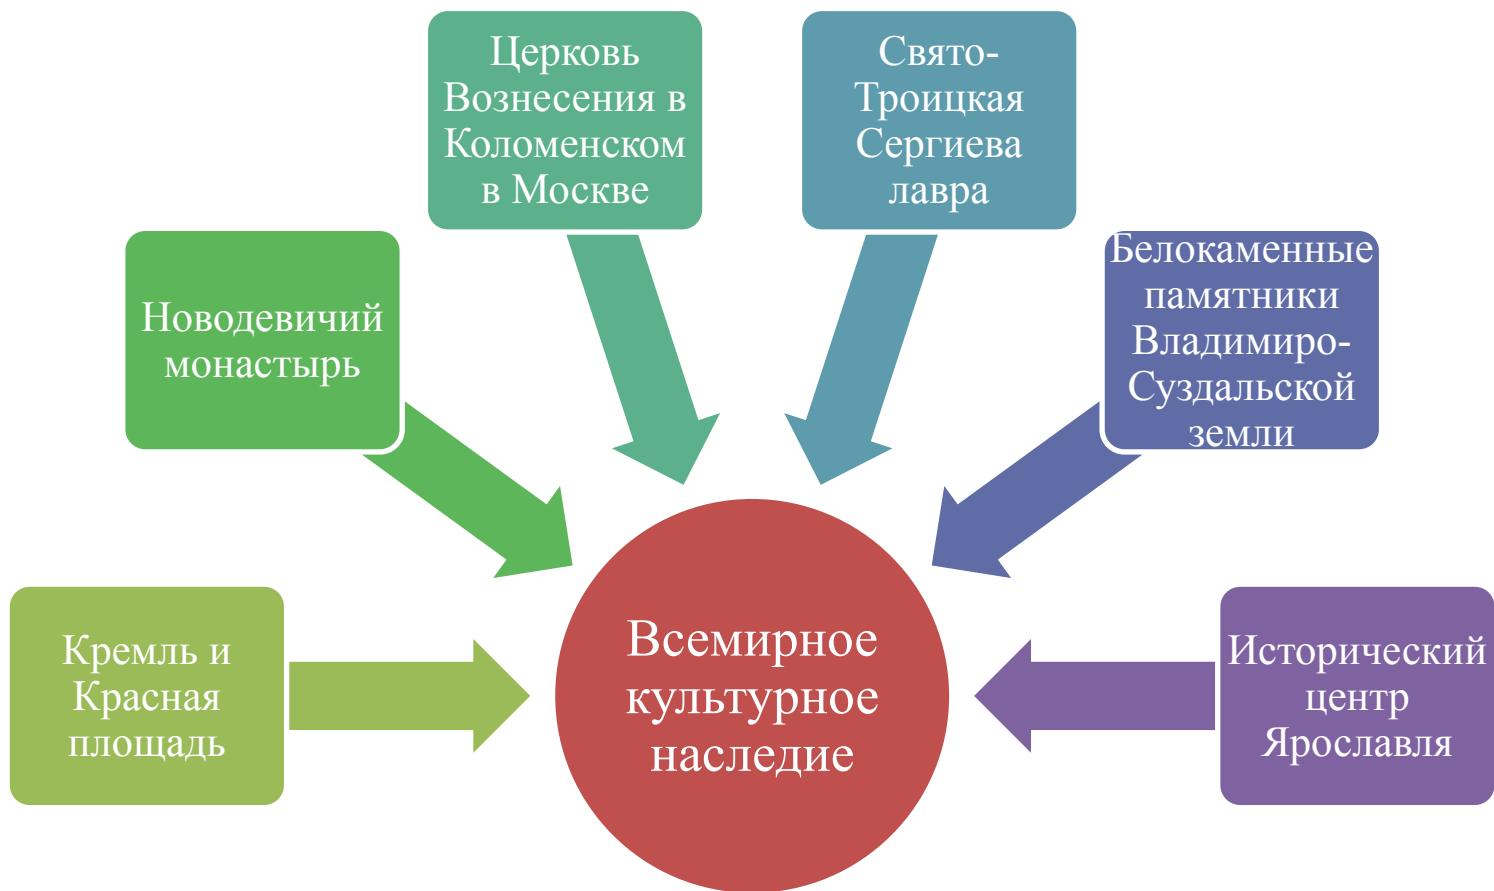 Церковь
Вознесения в
Коломенском
в Москве
Свято-
Троицкая
Сергиева
лавра
Новодевичий
монастырь
Белокаменные
памятники
Владимиро-
Суздальской
земли
Кремль и
Красная
площадь
Всемирное
культурное
наследие
Исторический
центр
Ярославля